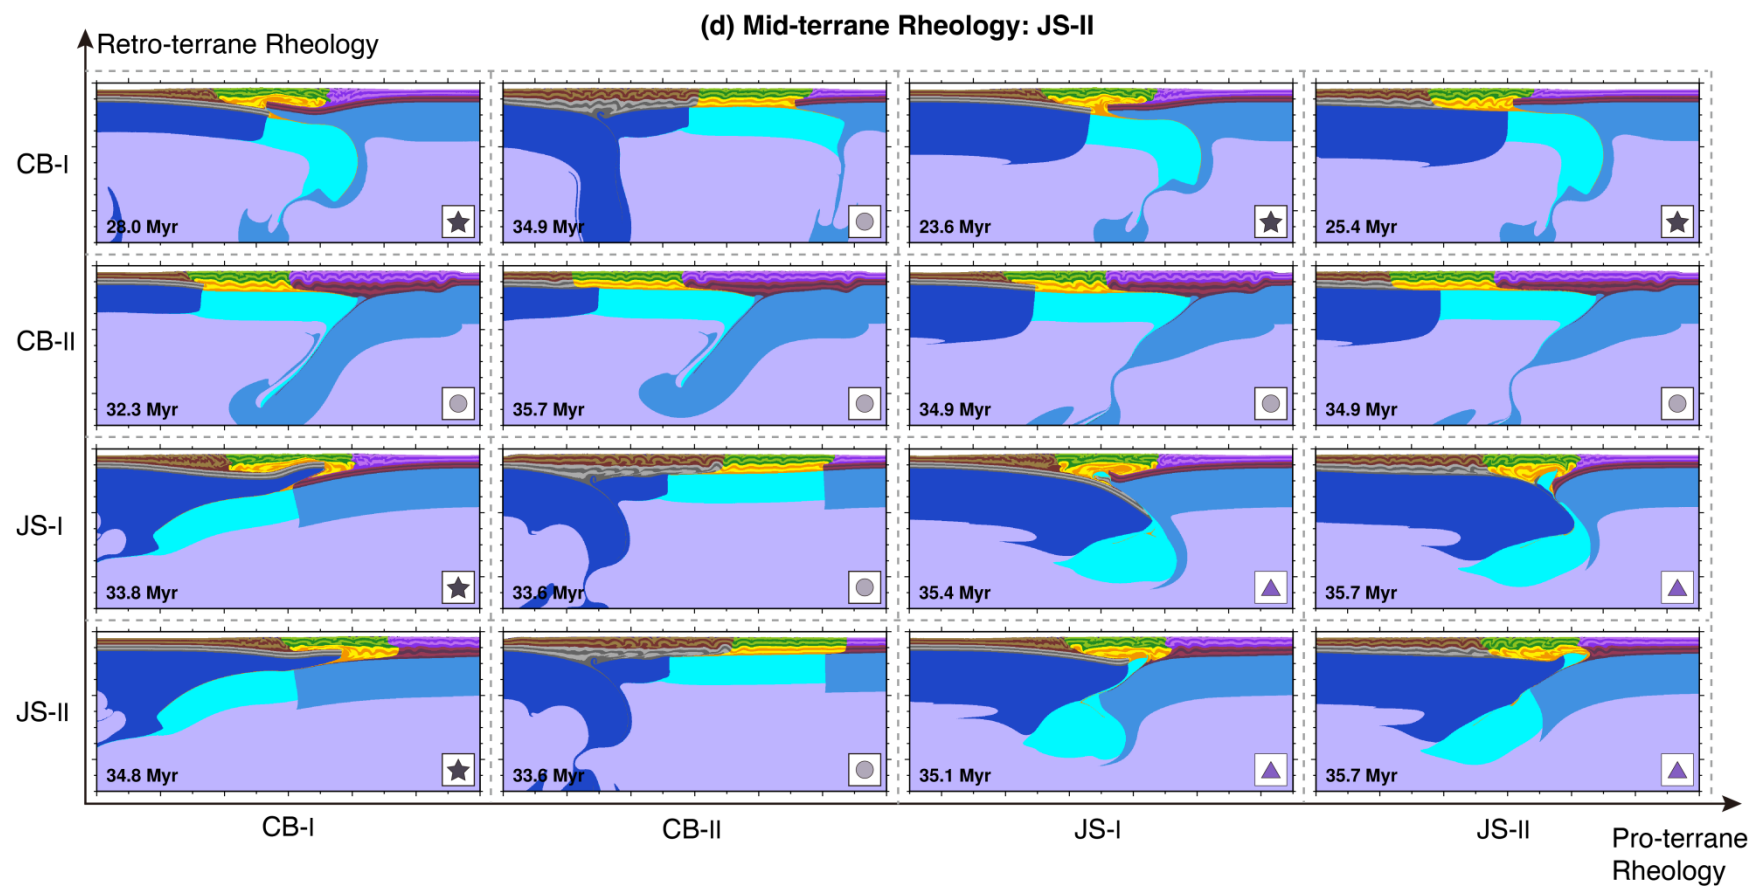 (d) Mid-terrane Rheology: JS-II
Retro-terrane Rheology
CB-I
28.0 Myr
34.9 Myr
23.6 Myr
25.4 Myr
CB-II
32.3 Myr
35.7 Myr
34.9 Myr
34.9 Myr
JS-I
33.8 Myr
33.6 Myr
35.4 Myr
35.7 Myr
JS-II
34.8 Myr
33.6 Myr
35.1 Myr
35.7 Myr
CB-I
CB-II
JS-I
JS-II
Pro-terrane
Rheology